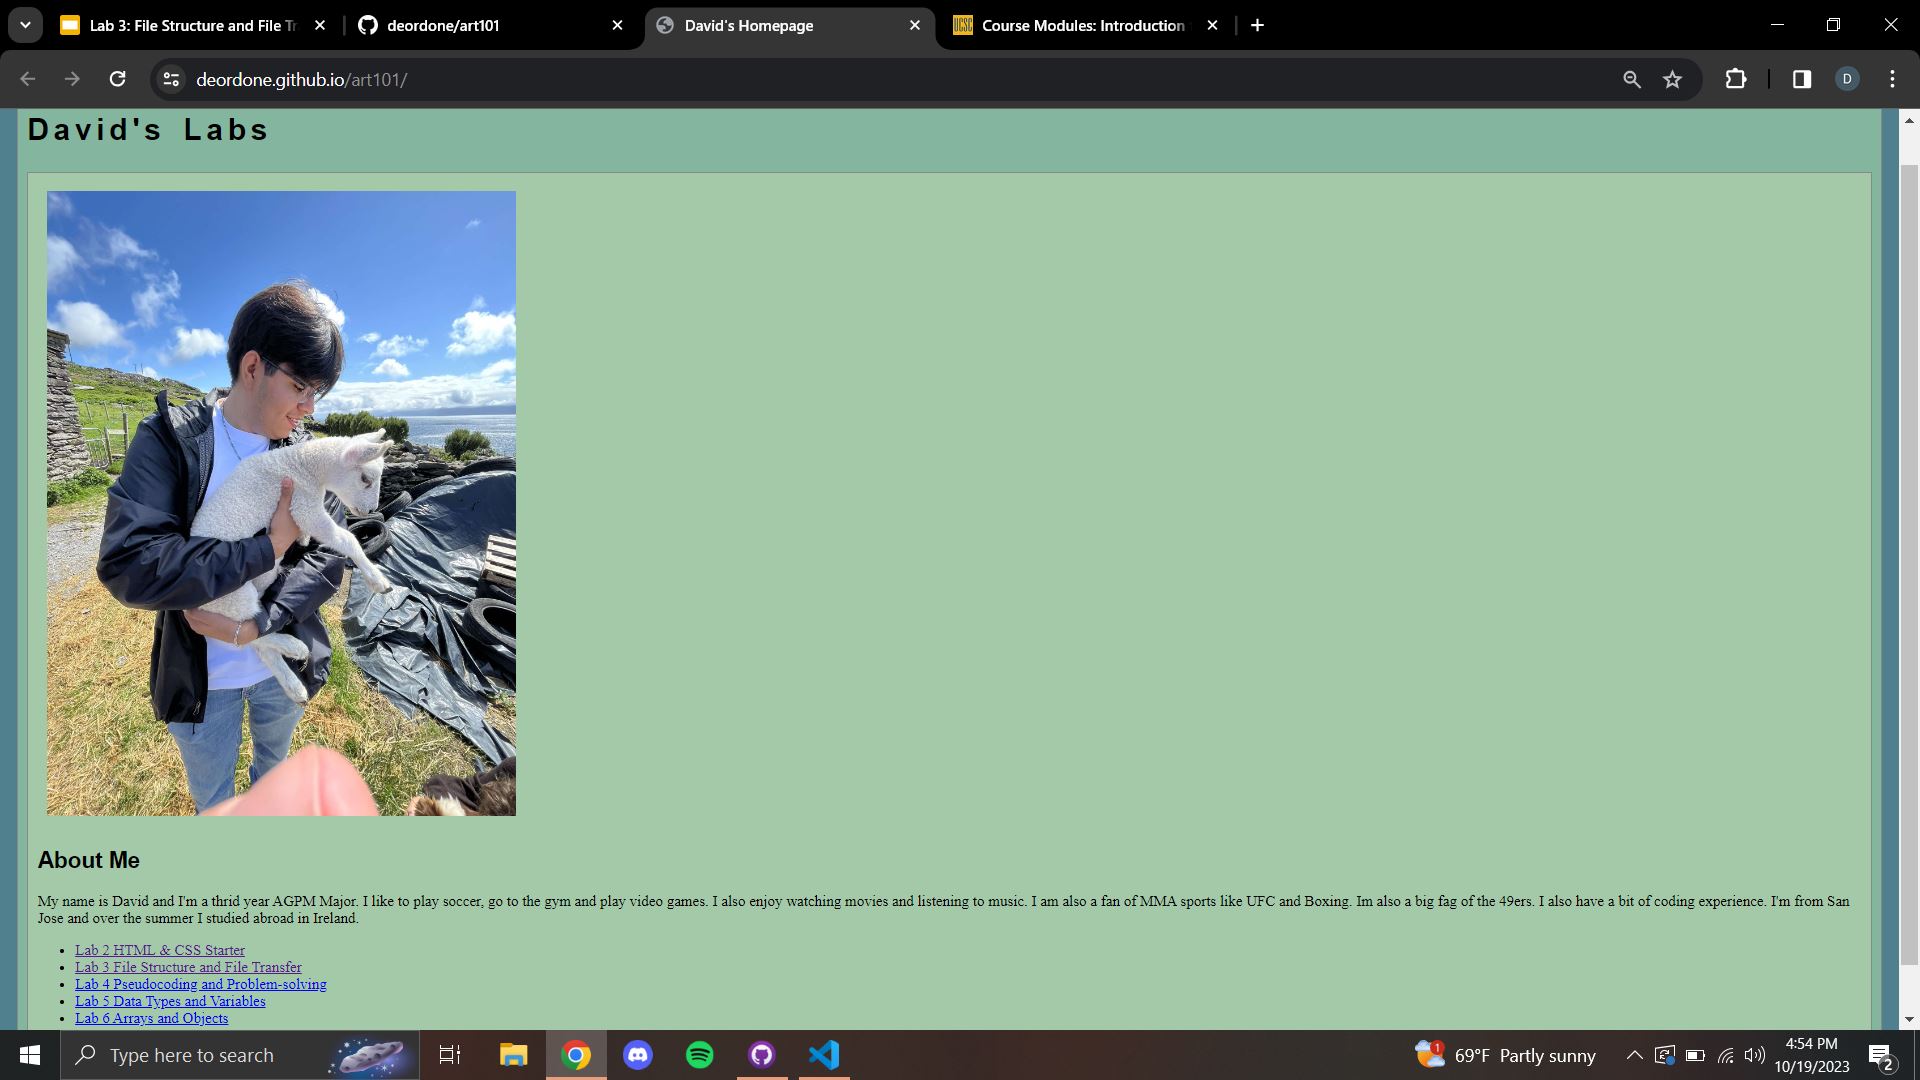 Lab 3: File Structure and File Tr
deordone/art101
David's Homepage
UCSC
Course Modules: Introduction
deordone.github.io/art101/
D
David's Labs
About Me
My name is David and I'm a thrid year AGPM Major. I like to play soccer, go to the gym and play video games. I also enjoy watching movies and listening to music. I am also a fan of MMA sports like UFC and Boxing. Im also a big fag of the 49ers. I also have a bit of coding experience. I'm from San
Jose and over the summer I studied abroad in Ireland.
Lab 2 HTML & CSS Starter
Lab 3 File Structure and File Transfer
Lab 4 Pseudocoding and Problem-solving
Lab 5 Data Types and Variables
Lab 6 Arrays and Objects
Type here to search
1
69°F Partly sunny
4:54 PM
10/19/2023
2